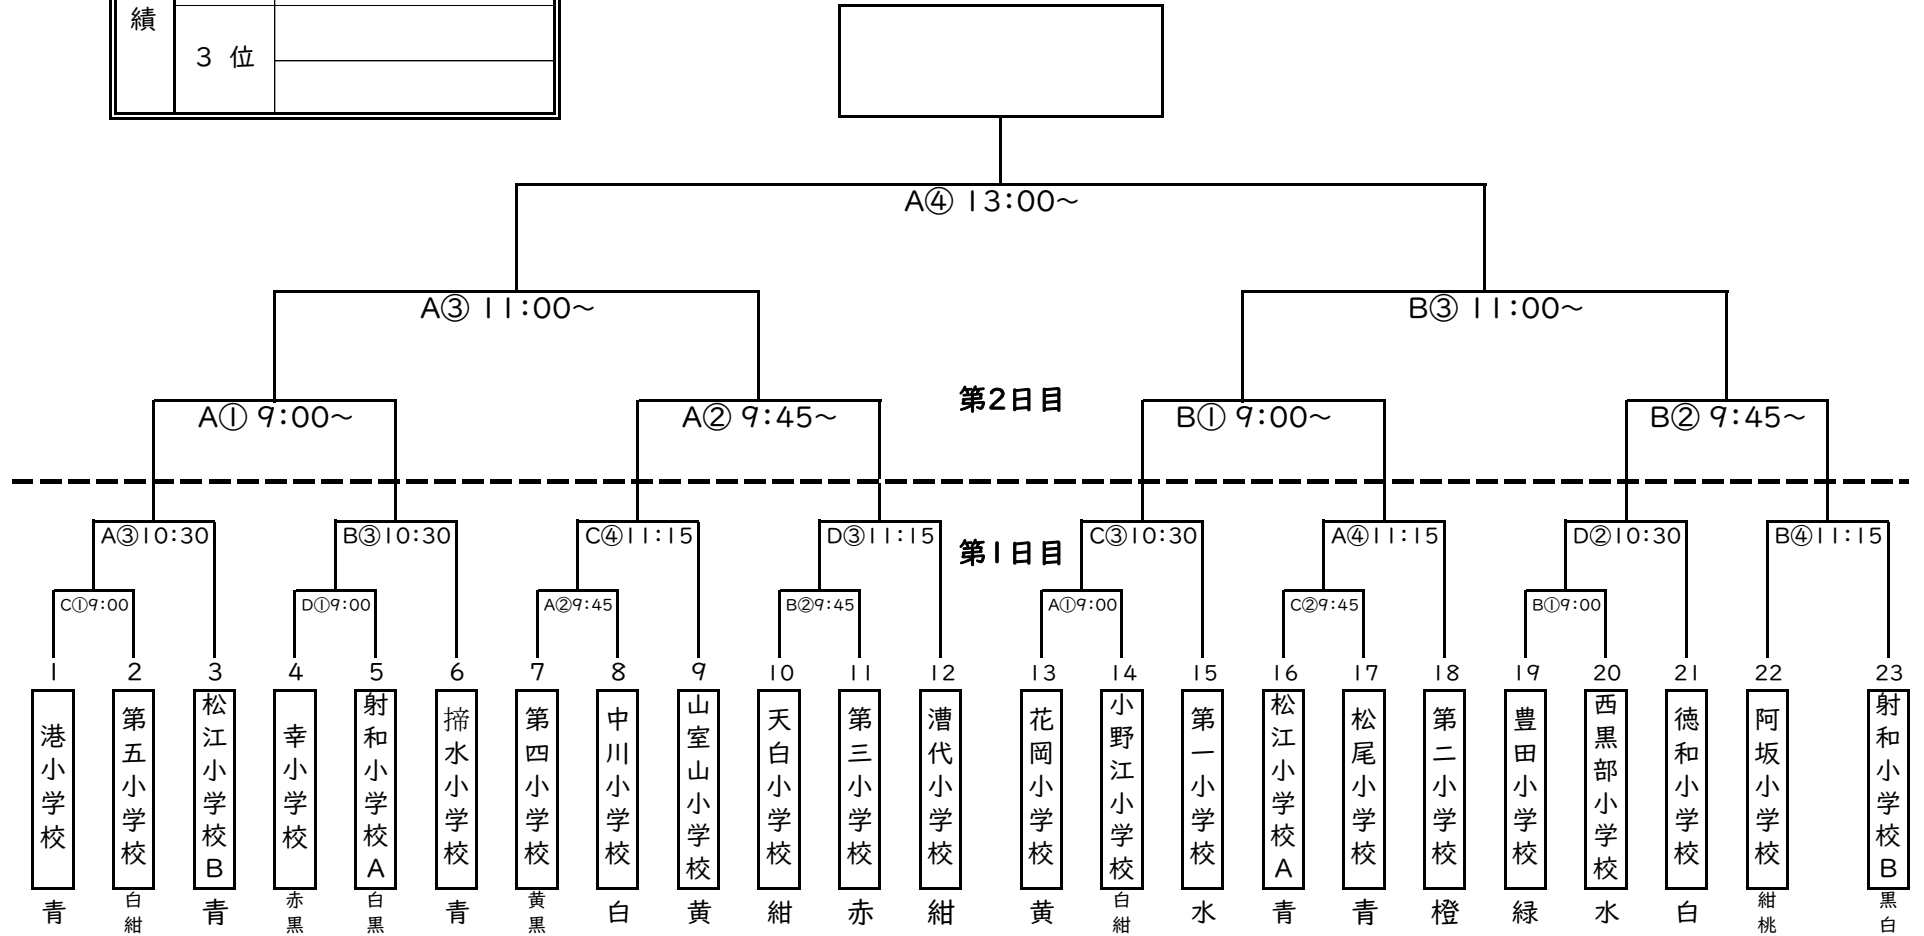 績
3 位
A④ 13:00～
A③ 11:00～
B③ 11:00～
第2日目
A① 9:00～
A② 9:45～
B① 9:00～
B② 9:45～
A③10:30
B③10:30
C④11:15
D③11:15
第1日目
C③10:30
A④11:15
D②10:30
B④11:15
C①9:00
D①9:00
A②9:45
B②9:45
A①9:00
C②9:45
B①9:00
1
2
3
4
5
6
7
8
9
10
11
12
13
14
15
16
17
18
19
20
21
22
23
港小学校
第五小学校
松江小学校B
幸小学校
射和小学校A
揥水小学校
第四小学校
中川小学校
山室山小学校
天白小学校
第三小学校
漕代小学校
花岡小学校
小野江小学校
第一小学校
松江小学校A
松尾小学校
第二小学校
豊田小学校
西黒部小学校
徳和小学校
阿坂小学校
射和小学校B
青
白紺
青
赤黒
白黒
青
黄黒
白
黄
紺
赤
紺
黄
白紺
水
青
青
橙
緑
水
白
紺桃
黒白